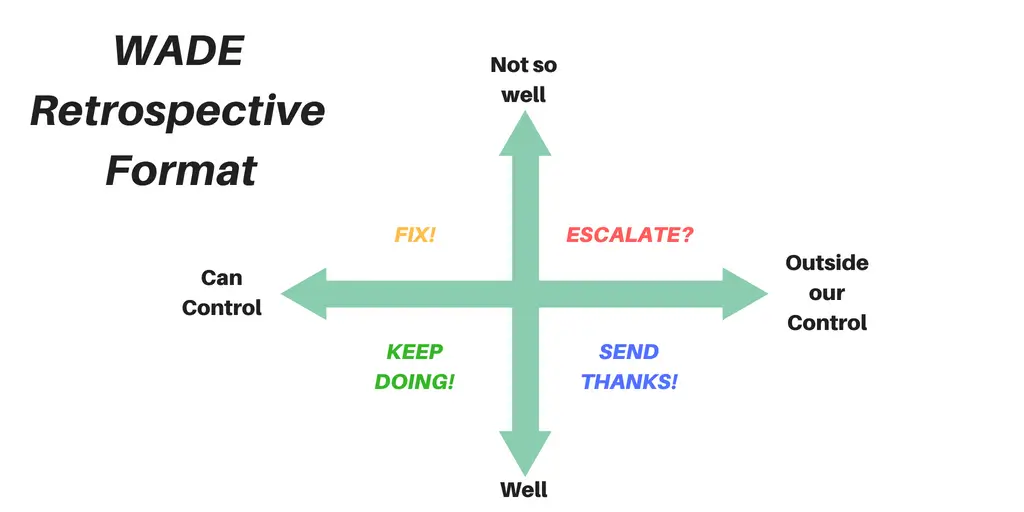 WADE
Retrospective
Format
Not so
well
FIX!
ESCALATE?
Can
Control
Outside
our
Control
KEEP
DOING!
SEND
THANKS!
Well